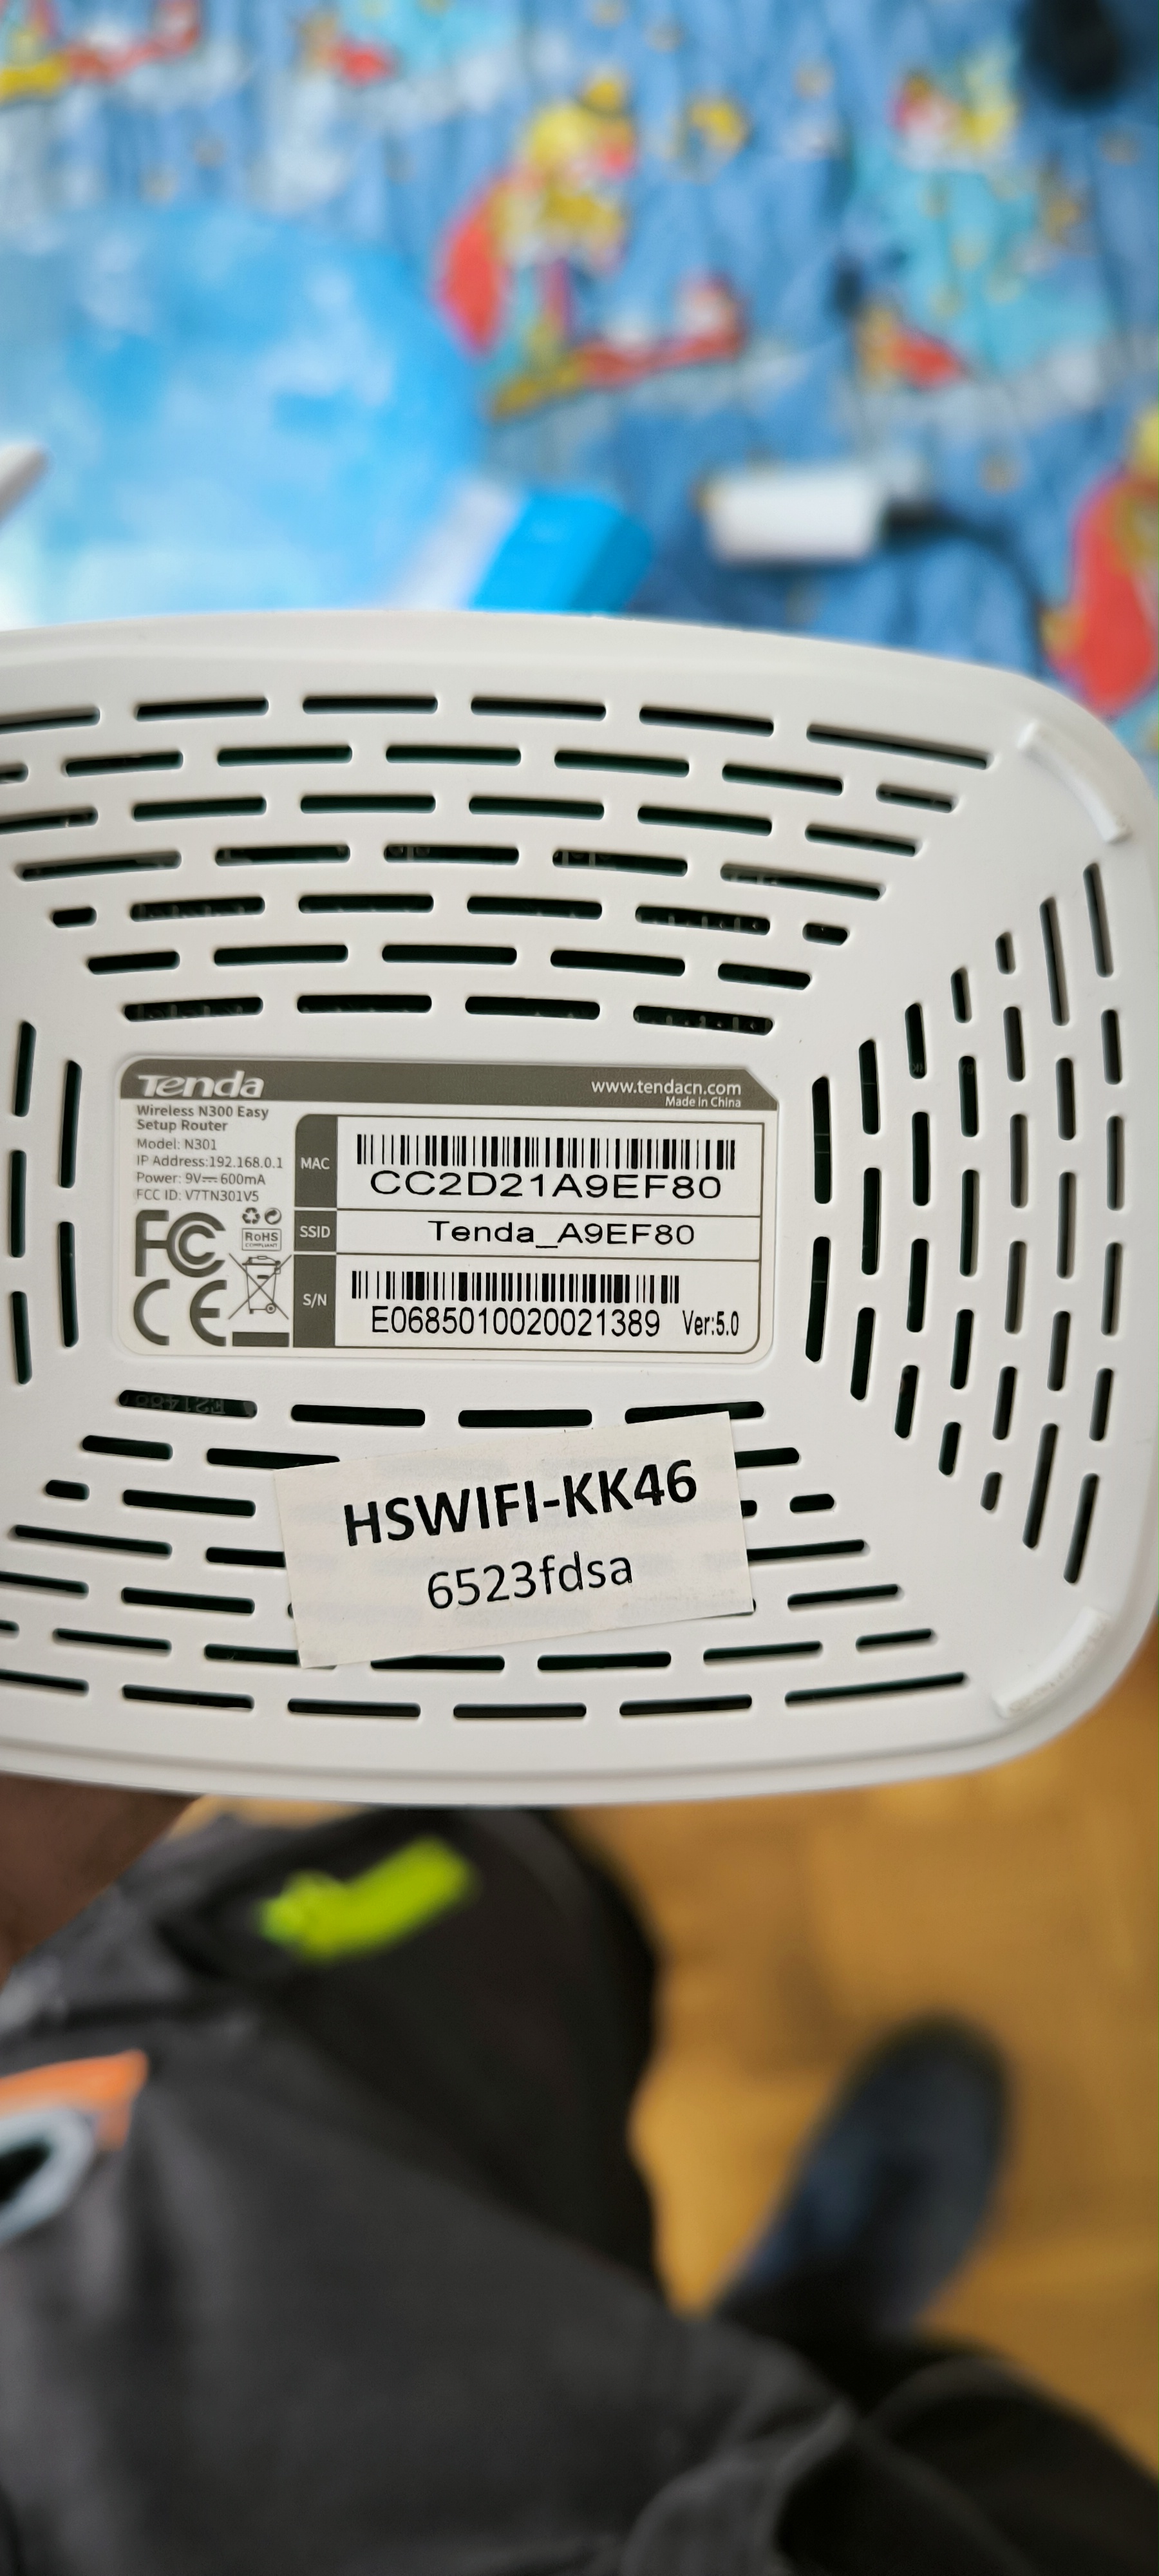 Tenda
www.tendacn.com
Made in China
Wireless N300 Easy
Setup Router
Model: N301
IP Address:192.168.0.1
Power: 9V⎓600mA
FCC ID: V7TN301V5
FC
RoHS
COMPLIANT
CE
MAC
CC2D21A9EF80
SSID
Tenda_A9EF80
S/N
E0685010020021389 Ver:5.0
HSWIFI-KK46
6523fdsa